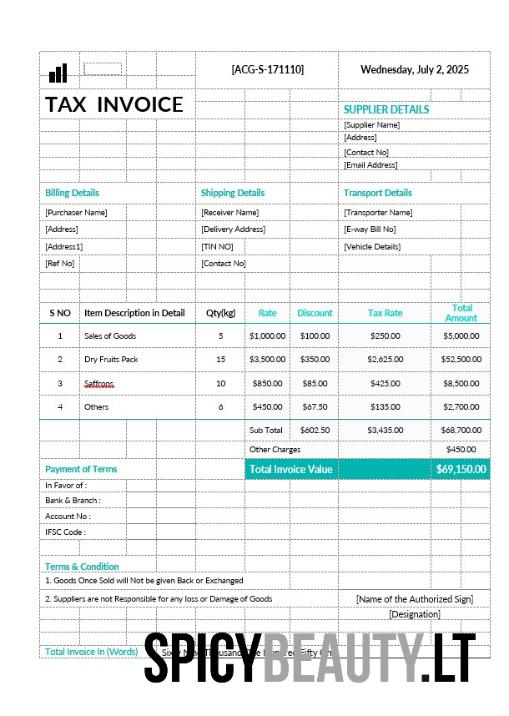 [ACG-S-171110] Wednesday, July 2, 2025
TAX INVOICE
SUPPLIER DETAILS
[Supplier Name]
[Address]
[Contact No]
[Email Address]
Billing Details Shipping Details Transport Details
[Purchaser Name] [Receiver Name] [Transporter Name]
[Address] [Delivery Address] [E-way Bill No]
[Address1] [TIN NO] [Vehicle Details]
[Ref No] [Contact No]
S NO Item Description in Detail Qty(kg) Rate Discount Tax Rate Total Amount
1 Sales of Goods 5 $1,000.00 $100.00 $250.00 $5,000.00
2 Dry Fruits Pack 15 $3,500.00 $350.00 $2,625.00 $52,500.00
3 Saffrons 10 $850.00 $85.00 $425.00 $8,500.00
4 Others 6 $450.00 $67.50 $135.00 $2,700.00
Sub Total $602.50 $3,435.00 $68,700.00
Other Charges $450.00
Payment of Terms Total Invoice Value $69,150.00
In Favor of :
Bank & Branch :
Account No :
IFSC Code :
Terms & Condition
1. Goods Once Sold will Not be given Back or Exchanged
2. Suppliers are not Responsible for any loss or Damage of Goods [Name of the Authorized Sign]
[Designation]
Total Invoice In (Words)
SPICYBEAUTY.LT